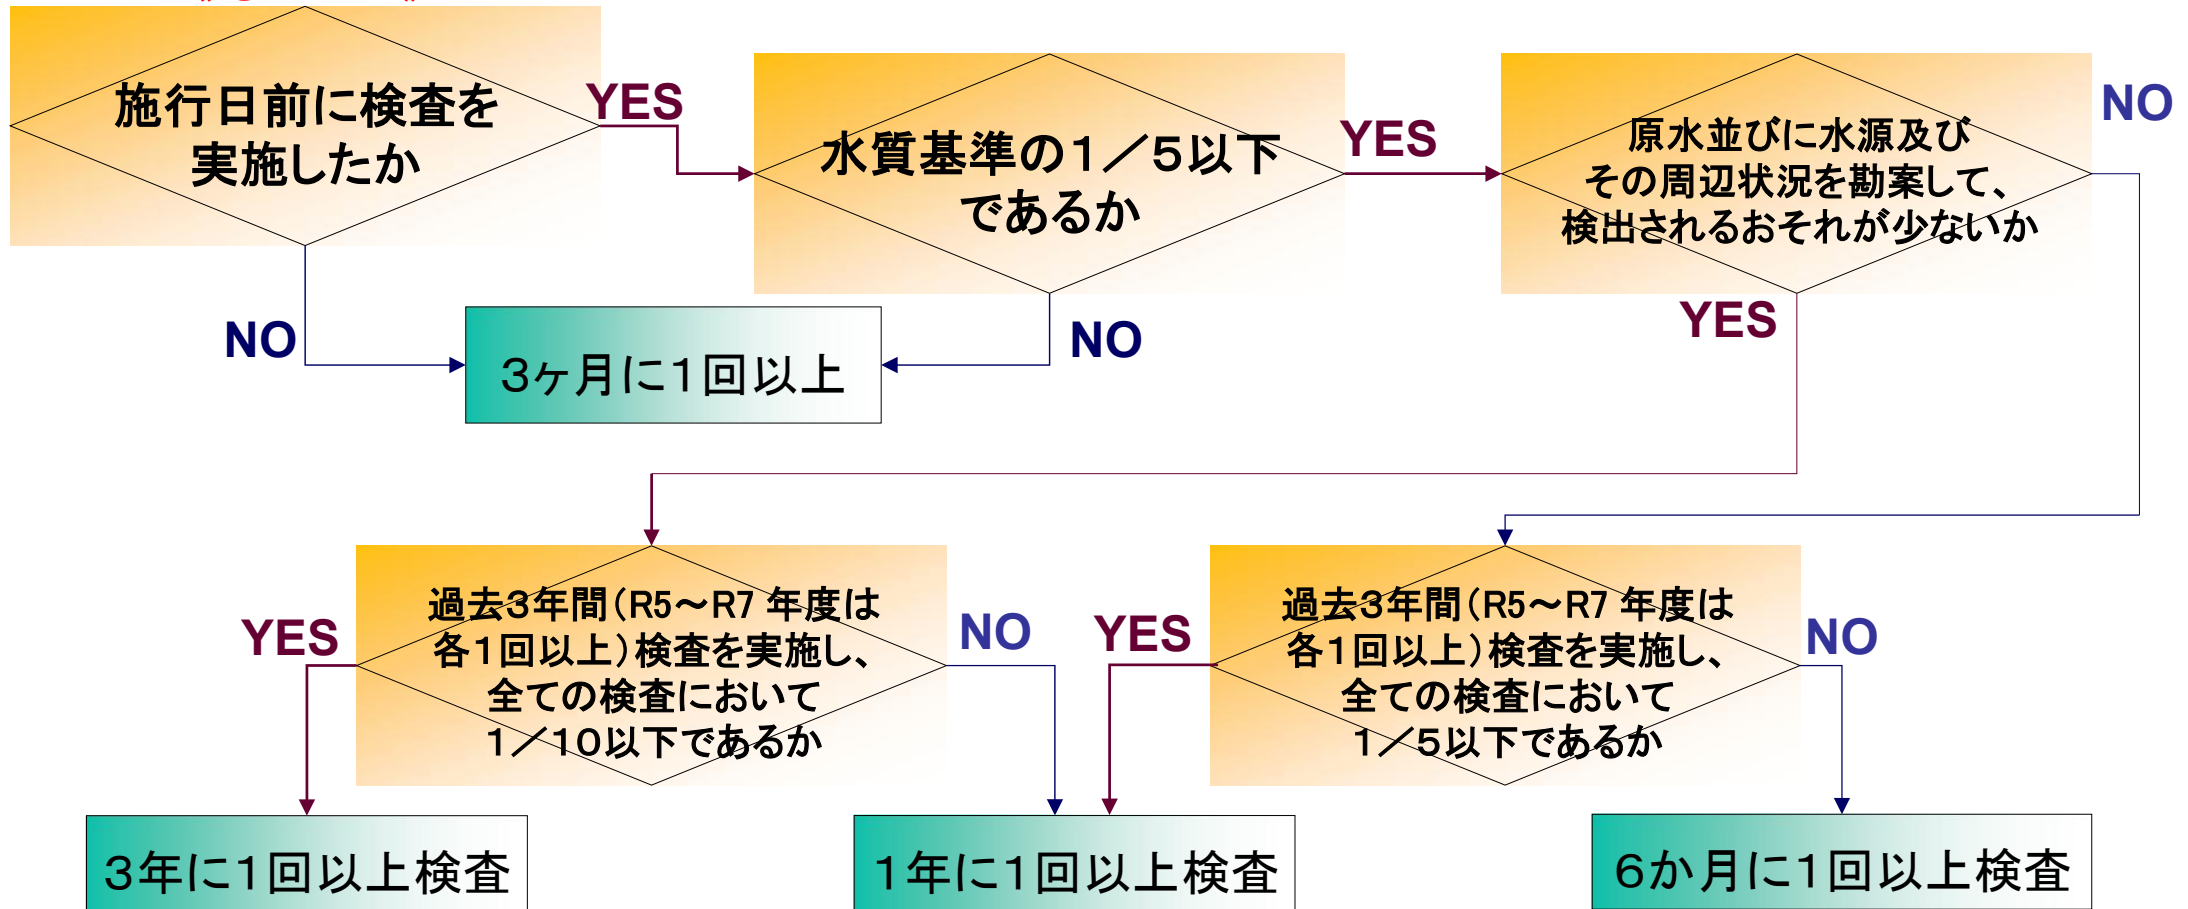 施行日前に検査を
実施したか
YES
NO
水質基準の1／5以下
であるか
YES
NO
原水並びに水源及び
その周辺状況を勘案して、
検出されるおそれが少ないか
NO
YES
3ヶ月に1回以上
過去3年間(R5～R7 年度は
各1回以上)検査を実施し、
全ての検査において
1／10以下であるか
YES
NO
過去3年間(R5～R7 年度は
各1回以上)検査を実施し、
全ての検査において
1／5以下であるか
YES
NO
3年に1回以上検査
1年に1回以上検査
6か月に1回以上検査